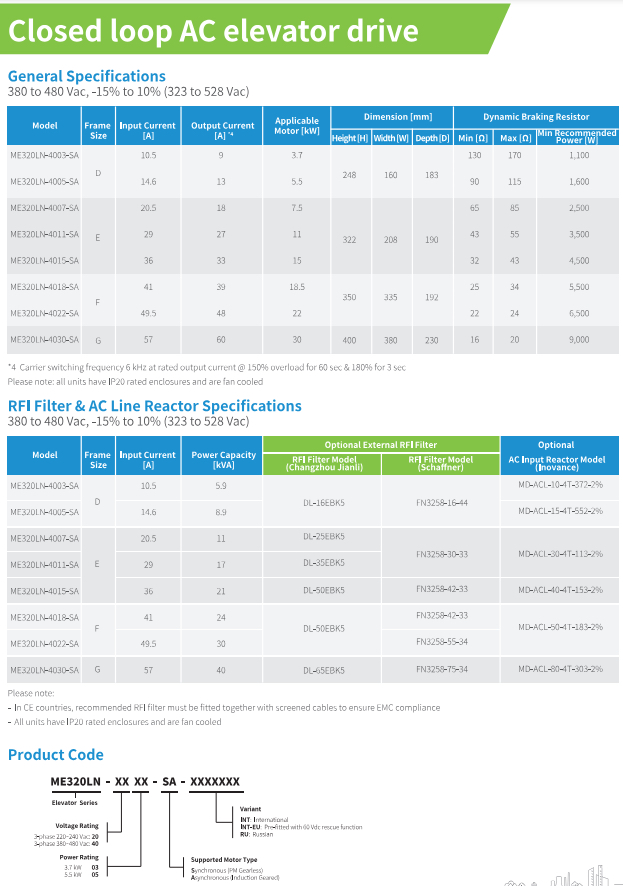 Closed loop AC elevator drive
General Specifications
380 to 480 Vac, -15% to 10% (323 to 528 Vac)
Model Frame Size Input Current [A] Output Current [A] *4 Applicable Motor [kW] Dimension [mm] Dynamic Braking Resistor
Height [H] Width [W] Depth [D] Min [Ω] Max [Ω] Min Recommended Power [W]
ME320LN-4003-SA D 10.5 9 3.7 248 160 183 130 170 1,100
ME320LN-4005-SA 14.6 13 5.5 90 115 1,600
ME320LN-4007-SA E 20.5 18 7.5 322 208 190 65 85 2,500
ME320LN-4011-SA 29 27 11 43 55 3,500
ME320LN-4015-SA 36 33 15 32 43 4,500
ME320LN-4018-SA F 41 39 18.5 350 335 192 25 34 5,500
ME320LN-4022-SA 49.5 48 22 22 24 6,500
ME320LN-4030-SA G 57 60 30 400 380 230 16 20 9,000
*4 Carrier switching frequency 6 kHz at rated output current @ 150% overload for 60 sec & 180% for 3 sec
Please note: all units have IP20 rated enclosures and are fan cooled
RFI Filter & AC Line Reactor Specifications
380 to 480 Vac, -15% to 10% (323 to 528 Vac)
Model Frame Size Input Current [A] Power Capacity [kVA] Optional External RFI Filter Optional
RFI Filter Model (Changzhou Jianli) RFI Filter Model (Schaffner) AC Input Reactor Model (Inovance)
ME320LN-4003-SA D 10.5 5.9 DL-16EBK5 FN3258-16-44 MD-ACL-10-4T-372-2%
ME320LN-4005-SA 14.6 8.9 MD-ACL-15-4T-552-2%
ME320LN-4007-SA E 20.5 11 DL-25EBK5 FN3258-30-33 MD-ACL-30-4T-113-2%
ME320LN-4011-SA 29 17 DL-35EBK5
ME320LN-4015-SA 36 21 DL-50EBK5 FN3258-42-33 MD-ACL-40-4T-153-2%
ME320LN-4018-SA F 41 24 DL-50EBK5 FN3258-42-33 MD-ACL-50-4T-183-2%
ME320LN-4022-SA 49.5 30 FN3258-55-34
ME320LN-4030-SA G 57 40 DL-65EBK5 FN3258-75-34 MD-ACL-80-4T-303-2%
Please note:
- In CE countries, recommended RFI filter must be fitted together with screened cables to ensure EMC compliance
- All units have IP20 rated enclosures and are fan cooled
Product Code
ME320LN - XX XX - SA - XXXXXXX
Elevator Series
Variant
INT: International
INT-EU: Pre-fitted with 60 Vdc rescue function
RU: Russian
Voltage Rating
3-phase 220-240 Vac: 20
3-phase 380-480 Vac: 40
Power Rating
3.7 kW 03
5.5 kW 05
Supported Motor Type
Synchronous (PM Gearless)
Asynchronous (Induction Geared)